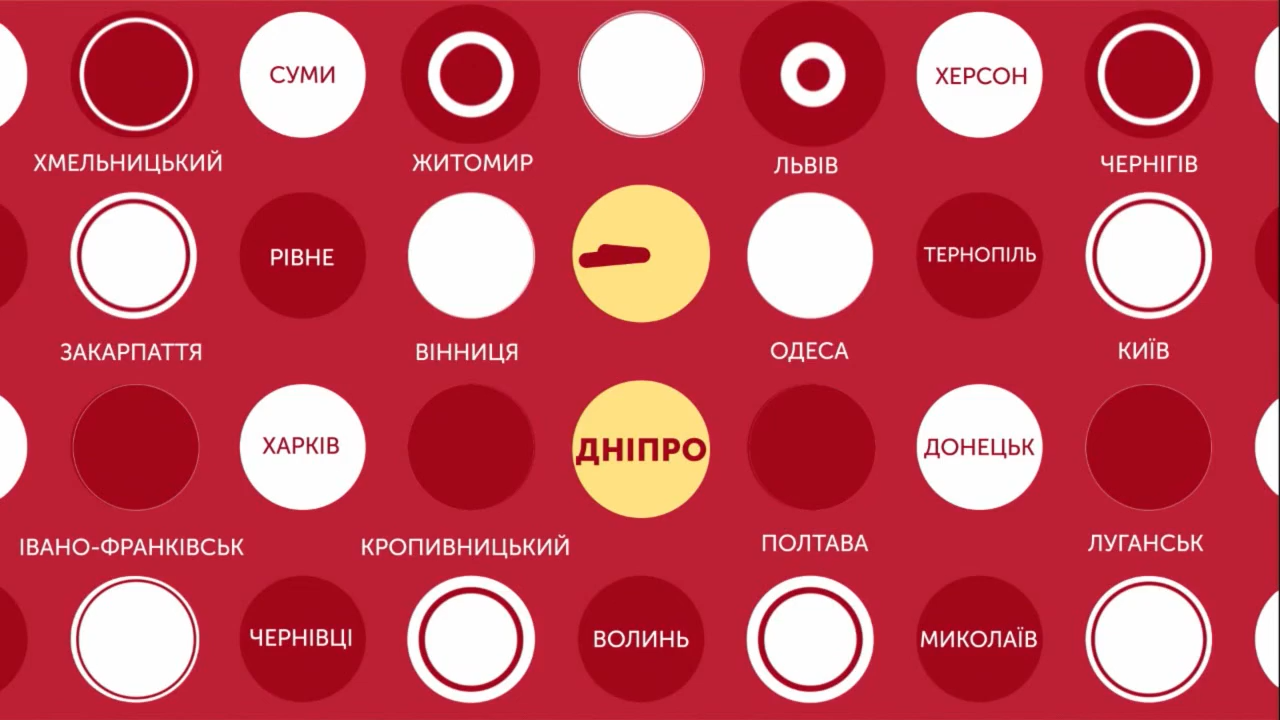 СУМИ
ХЕРСОН
ХМЕЛЬНИЦЬКИЙ
ЖИТОМИР
ЛЬВІВ
ЧЕРНІГІВ
РІВНЕ
ТЕРНОПІЛЬ
ЗАКАРПАТТЯ
ВІННИЦЯ
ОДЕСА
КИЇВ
ХАРКІВ
ДНІПРО
ДОНЕЦЬК
ІВАНО-ФРАНКІВСЬК
КРОПИВНИЦЬКИЙ
ПОЛТАВА
ЛУГАНСЬК
ЧЕРНІВЦІ
ВОЛИНЬ
МИКОЛАЇВ